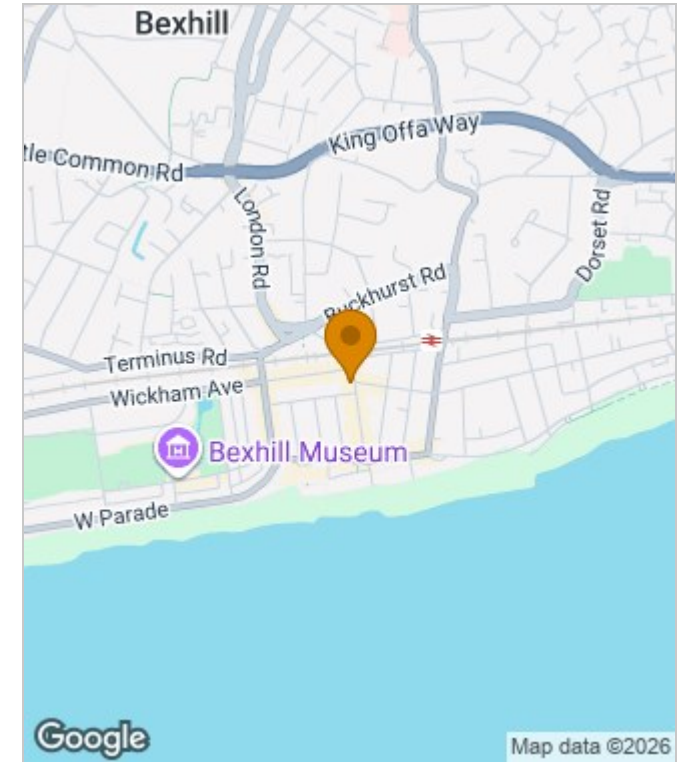 Bexhill
King Offa Way
tle Common Rd
London Rd
Dorset Rd
Buckhurst Rd
Terminus Rd
Wickham Ave
Bexhill Museum
W Parade
Google
Map data ©2026